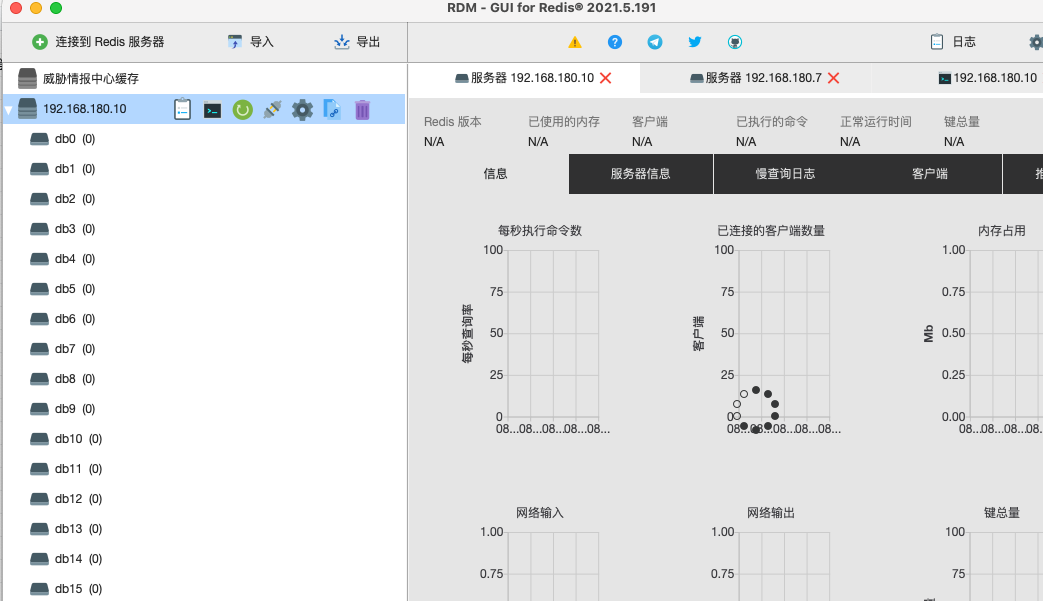 RDM - GUI for Redis® 2021.5.191
连接到 Redis 服务器 导入 导出 日志
威胁情报中心缓存
192.168.180.10
db0 (0)
db1 (0)
db2 (0)
db3 (0)
db4 (0)
db5 (0)
db6 (0)
db7 (0)
db8 (0)
db9 (0)
db10 (0)
db11 (0)
db12 (0)
db13 (0)
db14 (0)
db15 (0)
服务器 192.168.180.10 服务器 192.168.180.7 192.168.180.10
Redis 版本 已使用的内存 客户端 已执行的命令 正常运行时间 键总量
N/A N/A N/A N/A N/A N/A
信息 服务器信息 慢查询日志 客户端
每秒执行命令数
100
75
50
25
0
每秒查询率
08...08...08...08...08...
已连接的客户端数量
100
75
50
25
0
客户端
08...08...08...08...08...
内存占用
1.00
0.75
0.50
0.25
0.00
Mb
08...08...08...08...
网络输入
1.00
0.75
网络输出
1.00
0.75
键总量
100
75